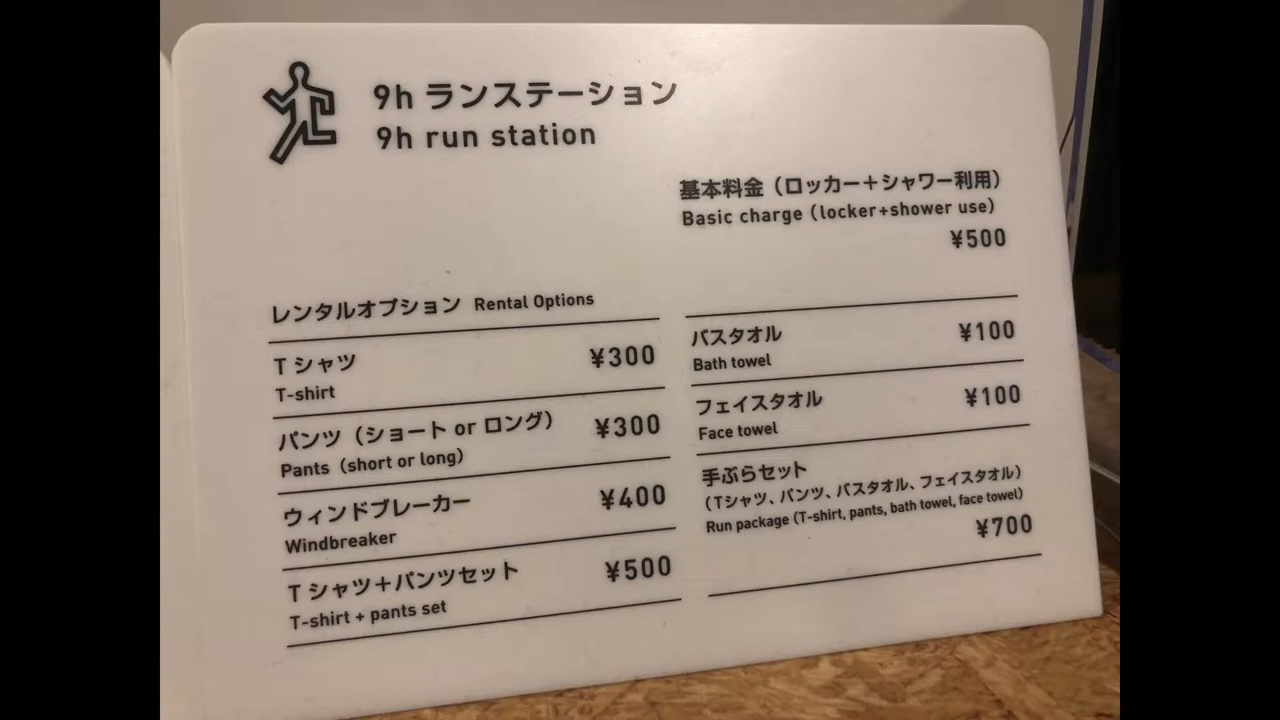 9h ランステーション
9h run station
基本料金（ロッカー＋シャワー利用）
Basic charge (locker+shower use)
¥500
レンタルオプション Rental Options
Tシャツ ¥300
T-shirt
パンツ（ショート or ロング） ¥300
Pants (short or long)
ウィンドブレーカー ¥400
Windbreaker
Tシャツ＋パンツセット ¥500
T-shirt + pants set
バスタオル ¥100
Bath towel
フェイスタオル ¥100
Face towel
手ぶらセット
（Tシャツ、パンツ、バスタオル、フェイスタオル）
Run package (T-shirt, pants, bath towel, face towel)
¥700